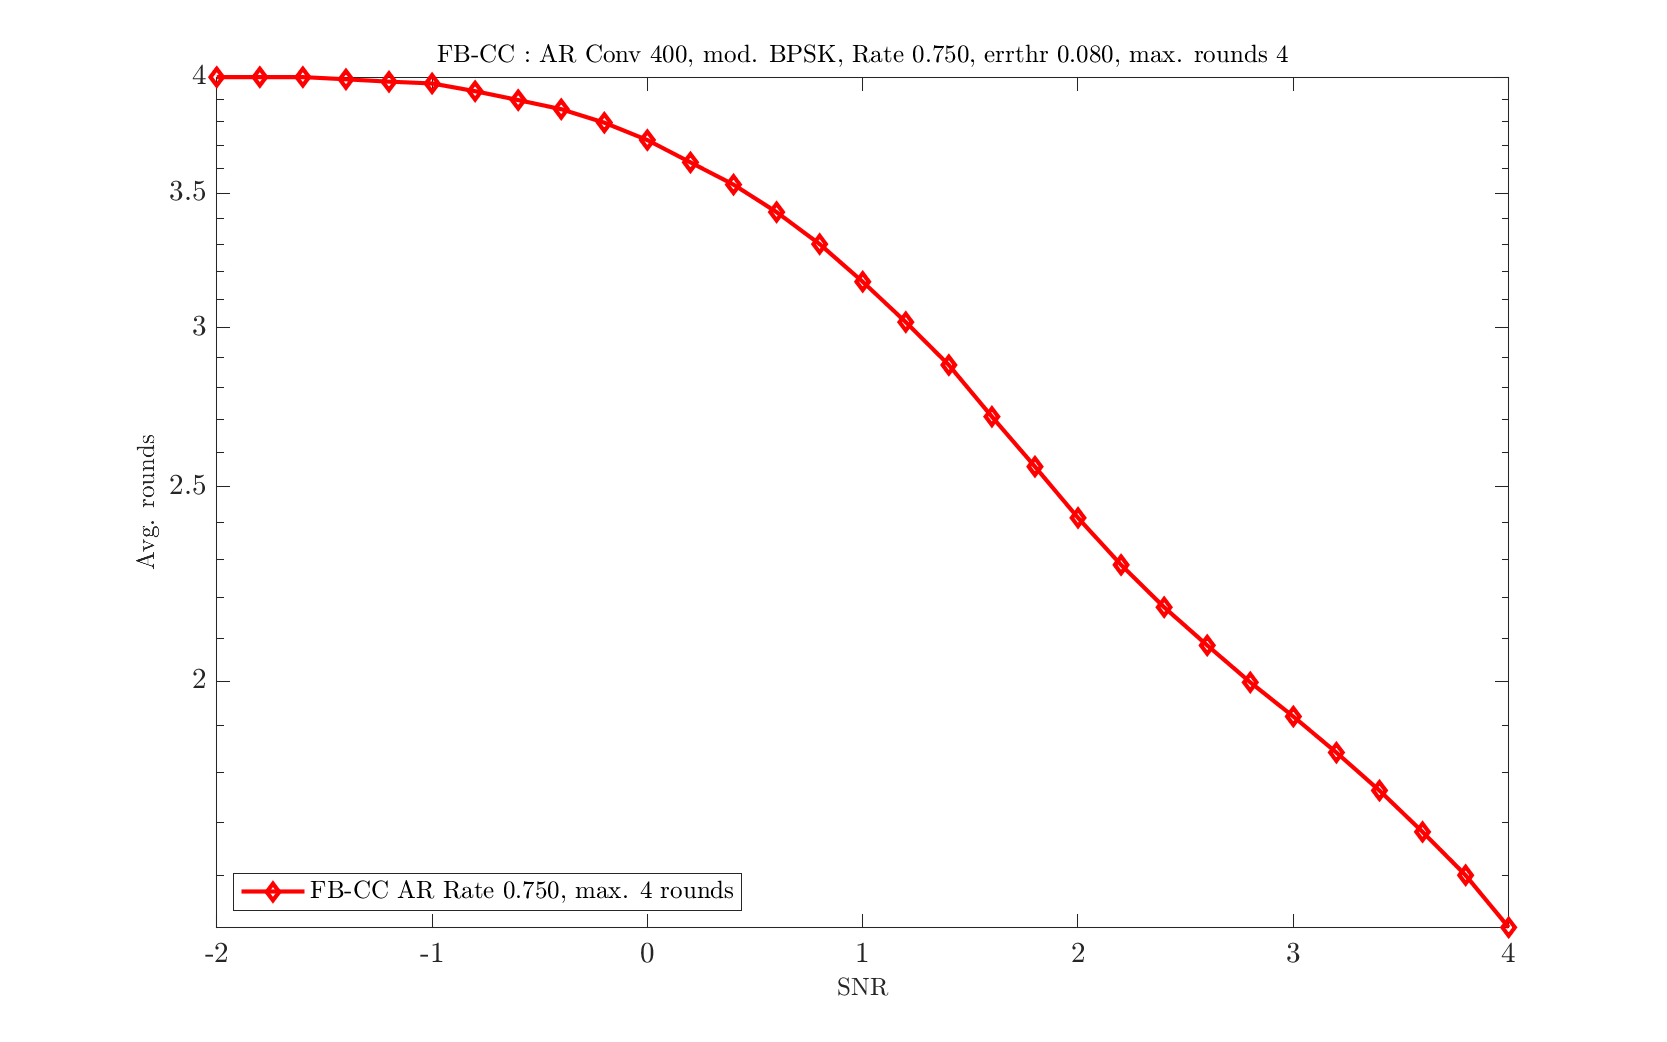 FB-CC : AR Conv 400, mod. BPSK, Rate 0.750, errthr 0.080, max. rounds 4
4
3.5
3
2.5
2
Avg. rounds
FB-CC AR Rate 0.750, max. 4 rounds
-2 -1 0 1 2 3 4
SNR